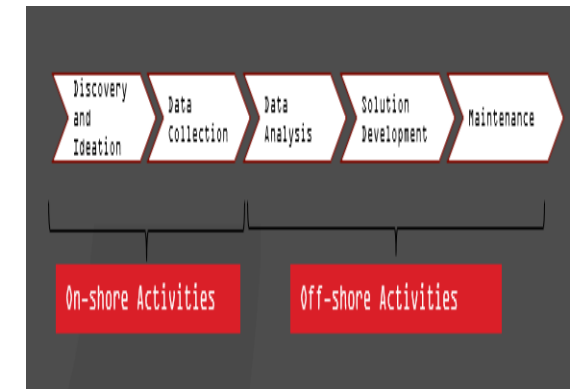 Discovery
and
Ideation
Data
Collection
Data
Analysis
Solution
Development
Maintenance
On-shore Activities
Off-shore Activities